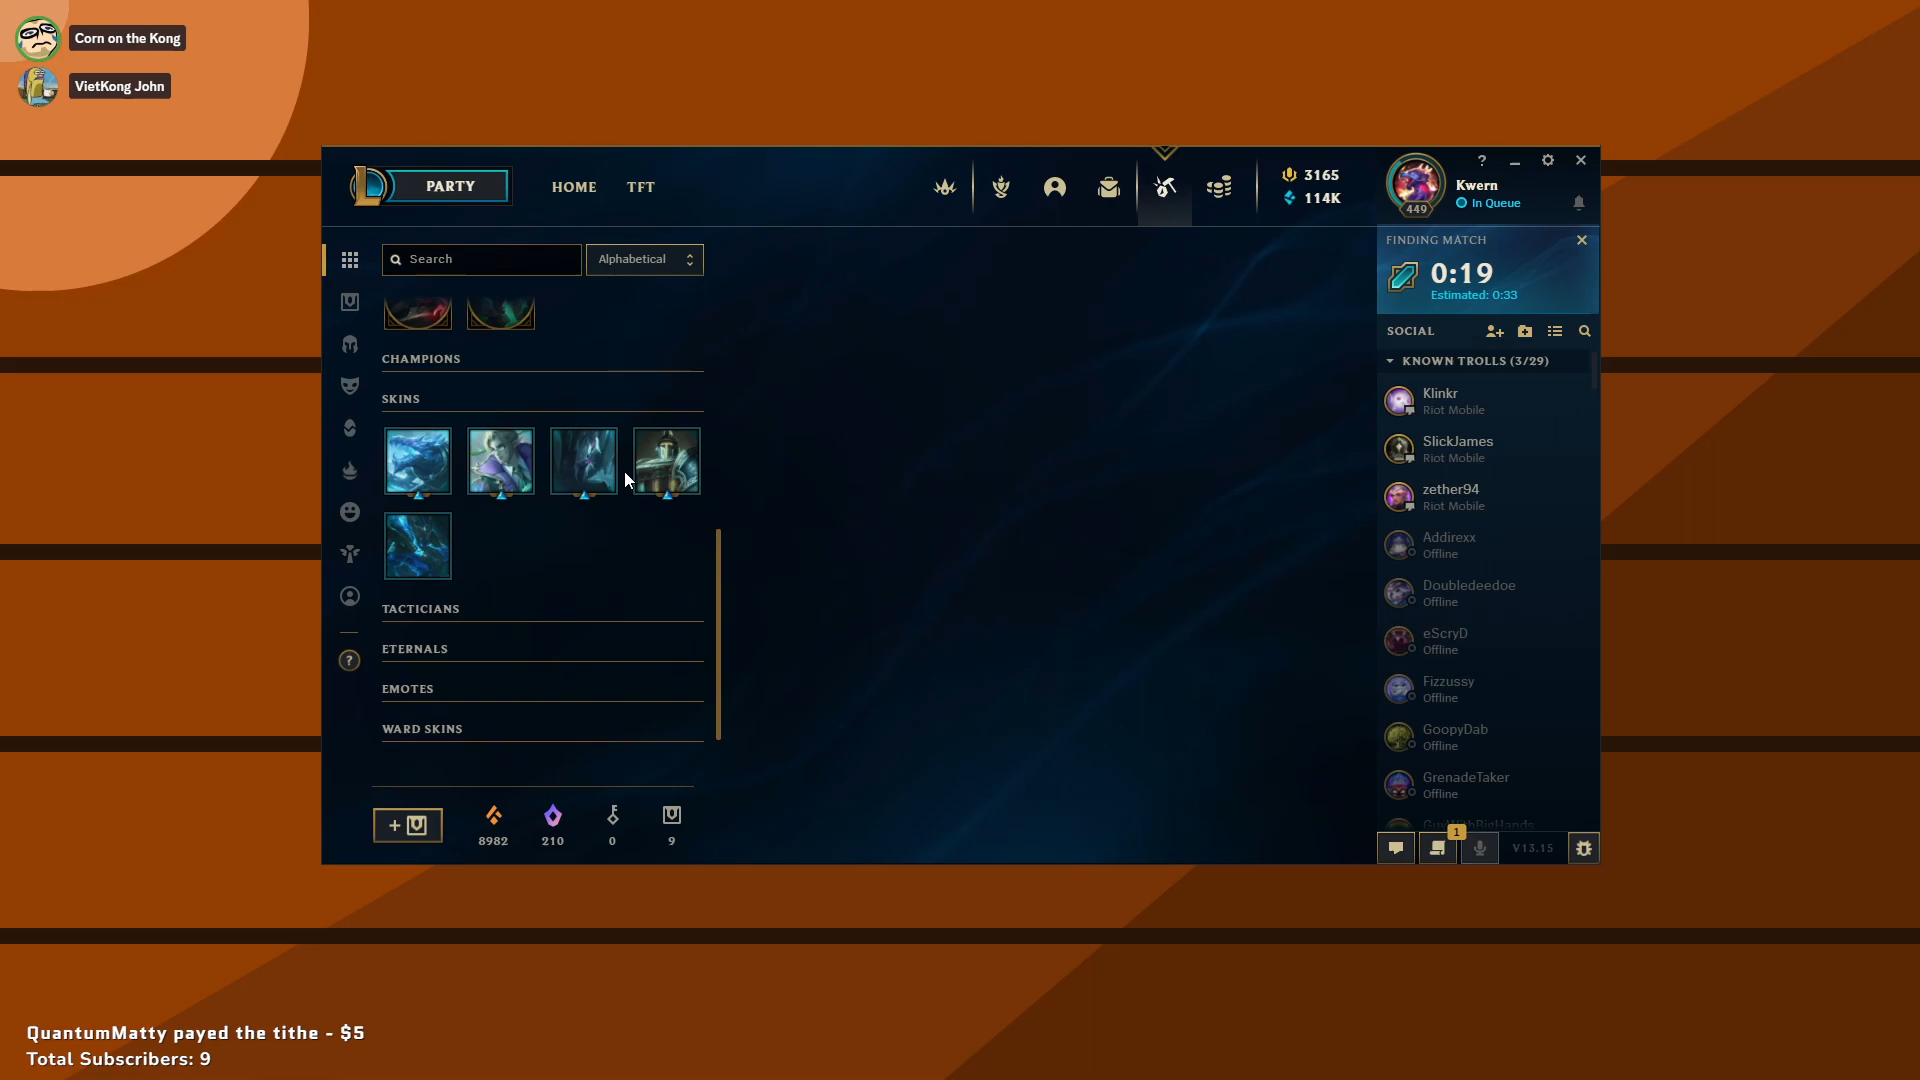 Corn on the Kong
VietKong John
PARTY
HOME
TFT
3165
114K
449
?
Kwern
In Queue
Search
Alphabetical
FINDING MATCH
0:19
Estimated: 0:33
SOCIAL
KNOWN TROLLS (3/29)
CHAMPIONS
SKINS
TACTICIANS
ETERNALS
EMOTES
WARD SKINS
?
+
8982
210
0
9
Klinkr
Riot Mobile
SlickJames
Riot Mobile
zether94
Riot Mobile
Addirexx
Offline
Doubledeedoe
Offline
eScryD
Offline
Fizzussy
Offline
GoopyDab
Offline
GrenadeTaker
Offline
GuyWithBigHands
1
V13.15
QuantumMatty payed the tithe - $5
Total Subscribers: 9